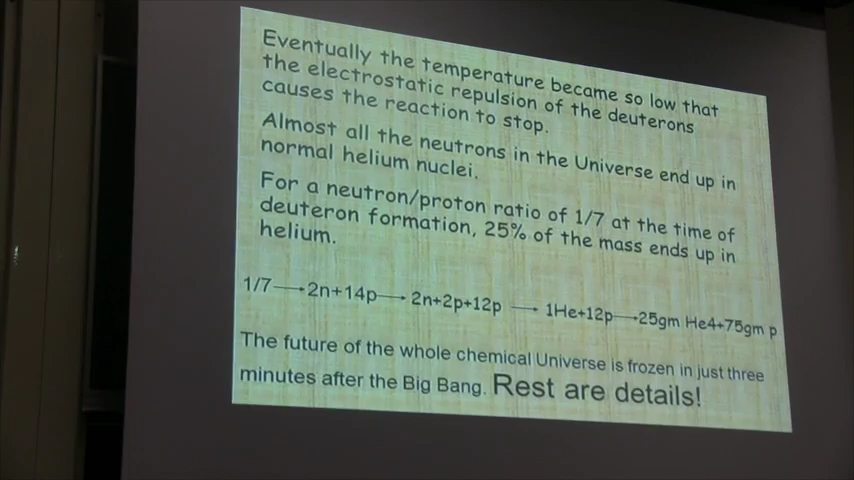 Eventually the temperature became so low that
the electrostatic repulsion of the deuterons
causes the reaction to stop.
Almost all the neutrons in the Universe end up in
normal helium nuclei.
For a neutron/proton ratio of 1/7 at the time of
deuteron formation, 25% of the mass ends up in
helium.
1/7→2n+14p→ 2n+2p+12p → 1He+12p→25gm He4+75gm p
The future of the whole chemical Universe is frozen in just three
minutes after the Big Bang. Rest are details!